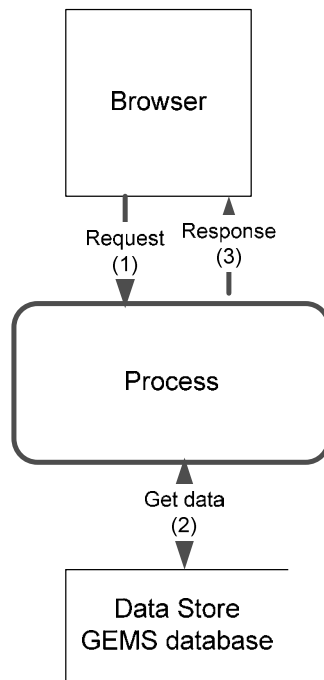 Browser
Request
(1)
Response
(3)
Process
Get data
(2)
Data Store
GEMS database